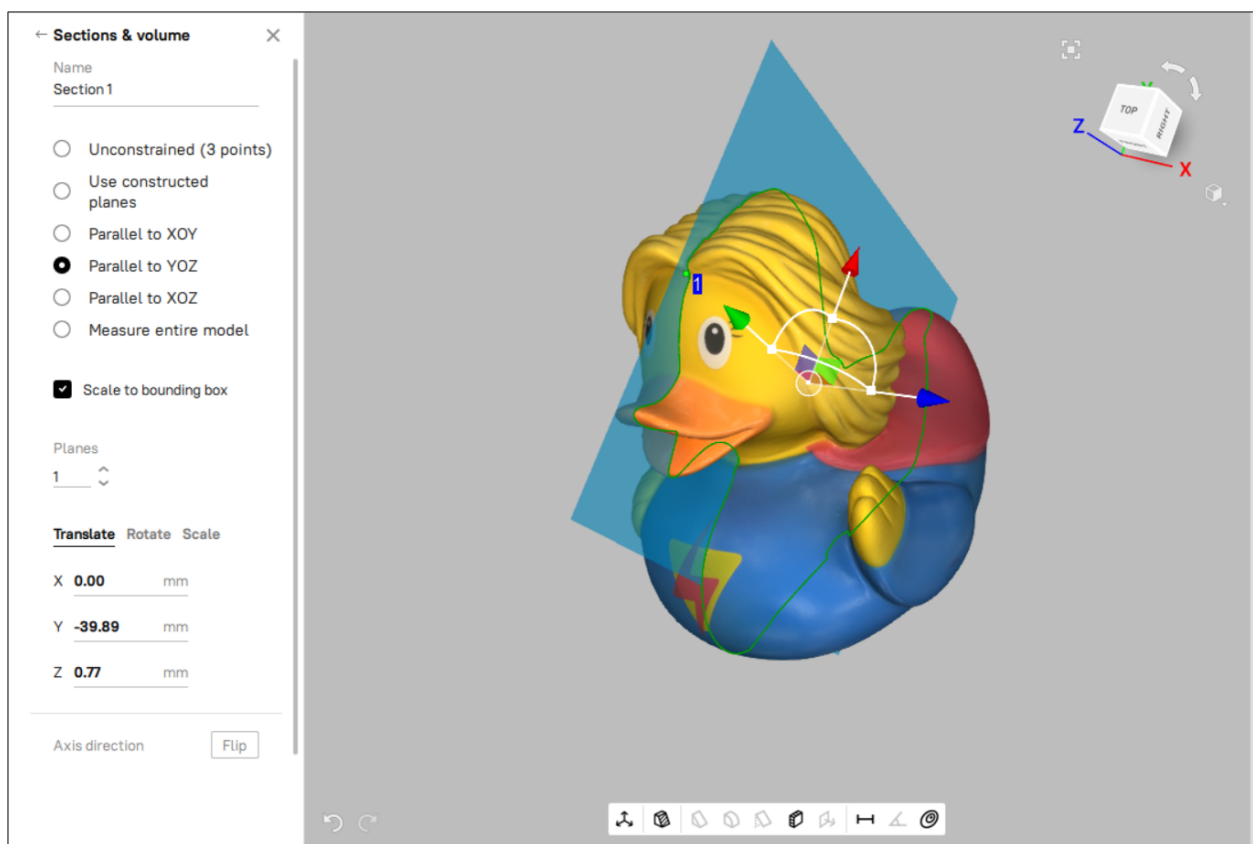 Sections & volume
Name
Section 1
Unconstrained (3 points)
Use constructed
planes
Parallel to XOY
Parallel to YOZ
Parallel to XOZ
Measure entire model
Scale to bounding box
Planes
1
Translate Rotate Scale
X 0.00 mm
Y -39.89 mm
Z 0.77 mm
Axis direction Flip
1
Y
TOP
RIGHT
Z
X